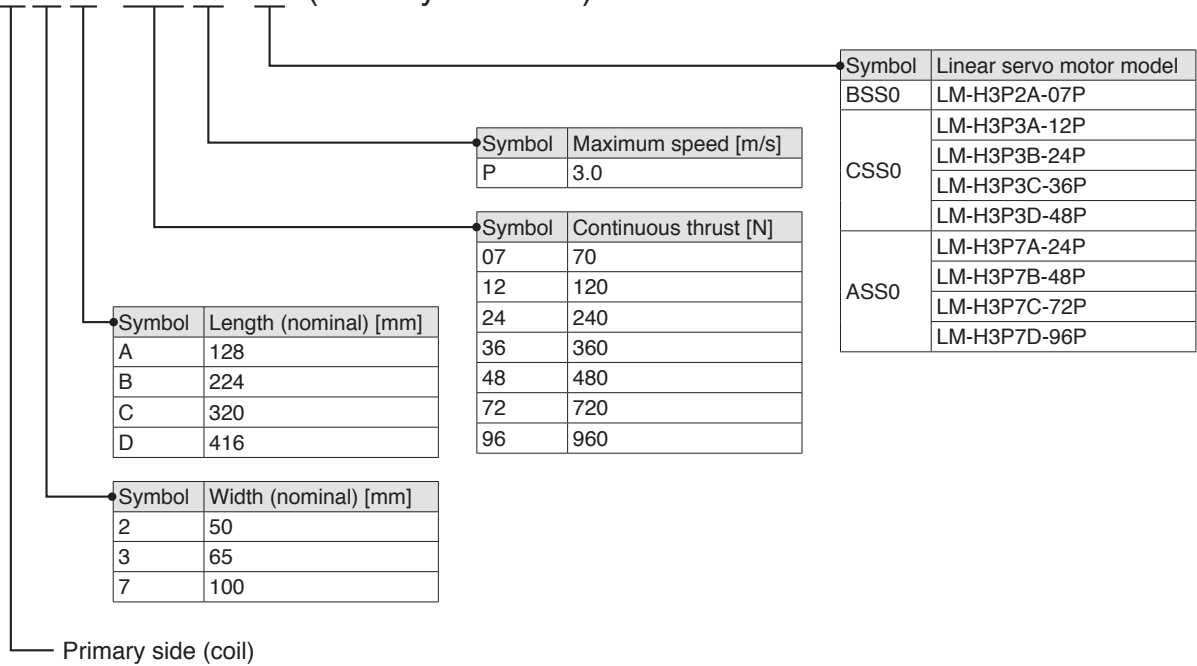 Symbol Linear servo motor model
BSS0 LM-H3P2A-07P
CSS0 LM-H3P3A-12P
LM-H3P3B-24P
LM-H3P3C-36P
LM-H3P3D-48P
ASS0 LM-H3P7A-24P
LM-H3P7B-48P
LM-H3P7C-72P
LM-H3P7D-96P
Symbol Maximum speed [m/s]
P 3.0
Symbol Continuous thrust [N]
07 70
12 120
24 240
36 360
48 480
72 720
96 960
Symbol Length (nominal) [mm]
A 128
B 224
C 320
D 416
Symbol Width (nominal) [mm]
2 50
3 65
7 100
Primary side (coil)